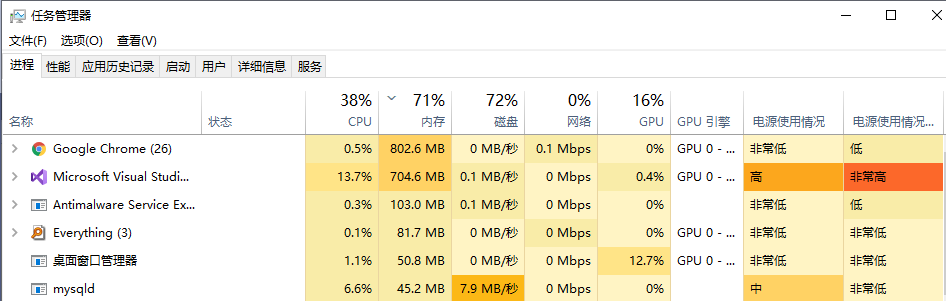 任务管理器
文件(F) 选项(O) 查看(V)
进程 性能 应用历史记录 启动 用户 详细信息 服务
38% 71% 72% 0% 16%
名称 状态 CPU 内存 磁盘 网络 GPU GPU 引擎 电源使用情况 电源使用情况...
Google Chrome (26) 0.5% 802.6 MB 0 MB/秒 0.1 Mbps 0% GPU 0 - ... 非常低 低
Microsoft Visual Studi... 13.7% 704.6 MB 0.1 MB/秒 0 Mbps 0.4% GPU 0 - ... 高 非常高
Antimalware Service Ex... 0.3% 103.0 MB 0.1 MB/秒 0 Mbps 0% 非常低 低
Everything (3) 0.1% 81.7 MB 0 MB/秒 0 Mbps 0% GPU 0 - ... 非常低 非常低
桌面窗口管理器 1.1% 50.8 MB 0 MB/秒 0 Mbps 12.7% GPU 0 - ... 非常低 非常低
mysqld 6.6% 45.2 MB 7.9 MB/秒 0 Mbps 0% 中 非常低